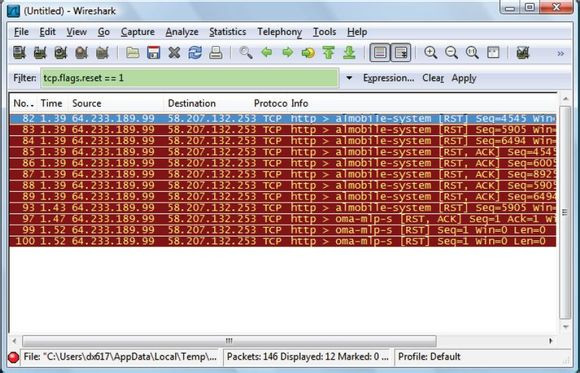 (Untitled) - Wireshark
File Edit View Go Capture Analyze Statistics Telephony Tools Help
Filter: tcp.flags.reset == 1 Expression... Clear Apply
No. . Time Source Destination Protoco Info
82 1.39 64.233.189.99 58.207.132.253 TCP http > almobile-system [RST] Seq=4545 Win=
83 1.39 64.233.189.99 58.207.132.253 TCP http > almobile-system [RST] Seq=5905 Win=
84 1.39 64.233.189.99 58.207.132.253 TCP http > almobile-system [RST] Seq=6494 Win=
85 1.39 64.233.189.99 58.207.132.253 TCP http > almobile-system [RST, ACK] Seq=4545
86 1.39 64.233.189.99 58.207.132.253 TCP http > almobile-system [RST, ACK] Seq=6005
87 1.39 64.233.189.99 58.207.132.253 TCP http > almobile-system [RST, ACK] Seq=8925
88 1.39 64.233.189.99 58.207.132.253 TCP http > almobile-system [RST, ACK] Seq=5905
89 1.39 64.233.189.99 58.207.132.253 TCP http > almobile-system [RST, ACK] Seq=6494
93 1.43 64.233.189.99 58.207.132.253 TCP http > almobile-system [RST] Seq=5905 Win=
97 1.47 64.233.189.99 58.207.132.253 TCP http > oma-mlp-s [RST, ACK] Seq=1 Ack=1 Wi
99 1.52 64.233.189.99 58.207.132.253 TCP http > oma-mlp-s [RST] Seq=1 Win=0 Len=0
100 1.52 64.233.189.99 58.207.132.253 TCP http > oma-mlp-s [RST] Seq=1 Win=0 Len=0
File: "C:\Users\dx617\AppData\Local\Temp\... Packets: 146 Displayed: 12 Marked: 0 ... Profile: Default